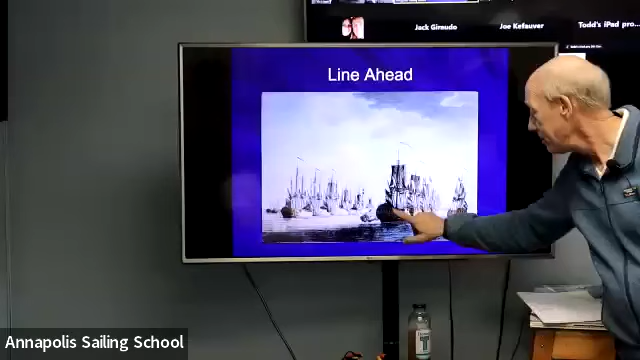 Jack Giraudo
Joe Kefauver
Todd's iPad pro...
Line Ahead
Annapolis Sailing School